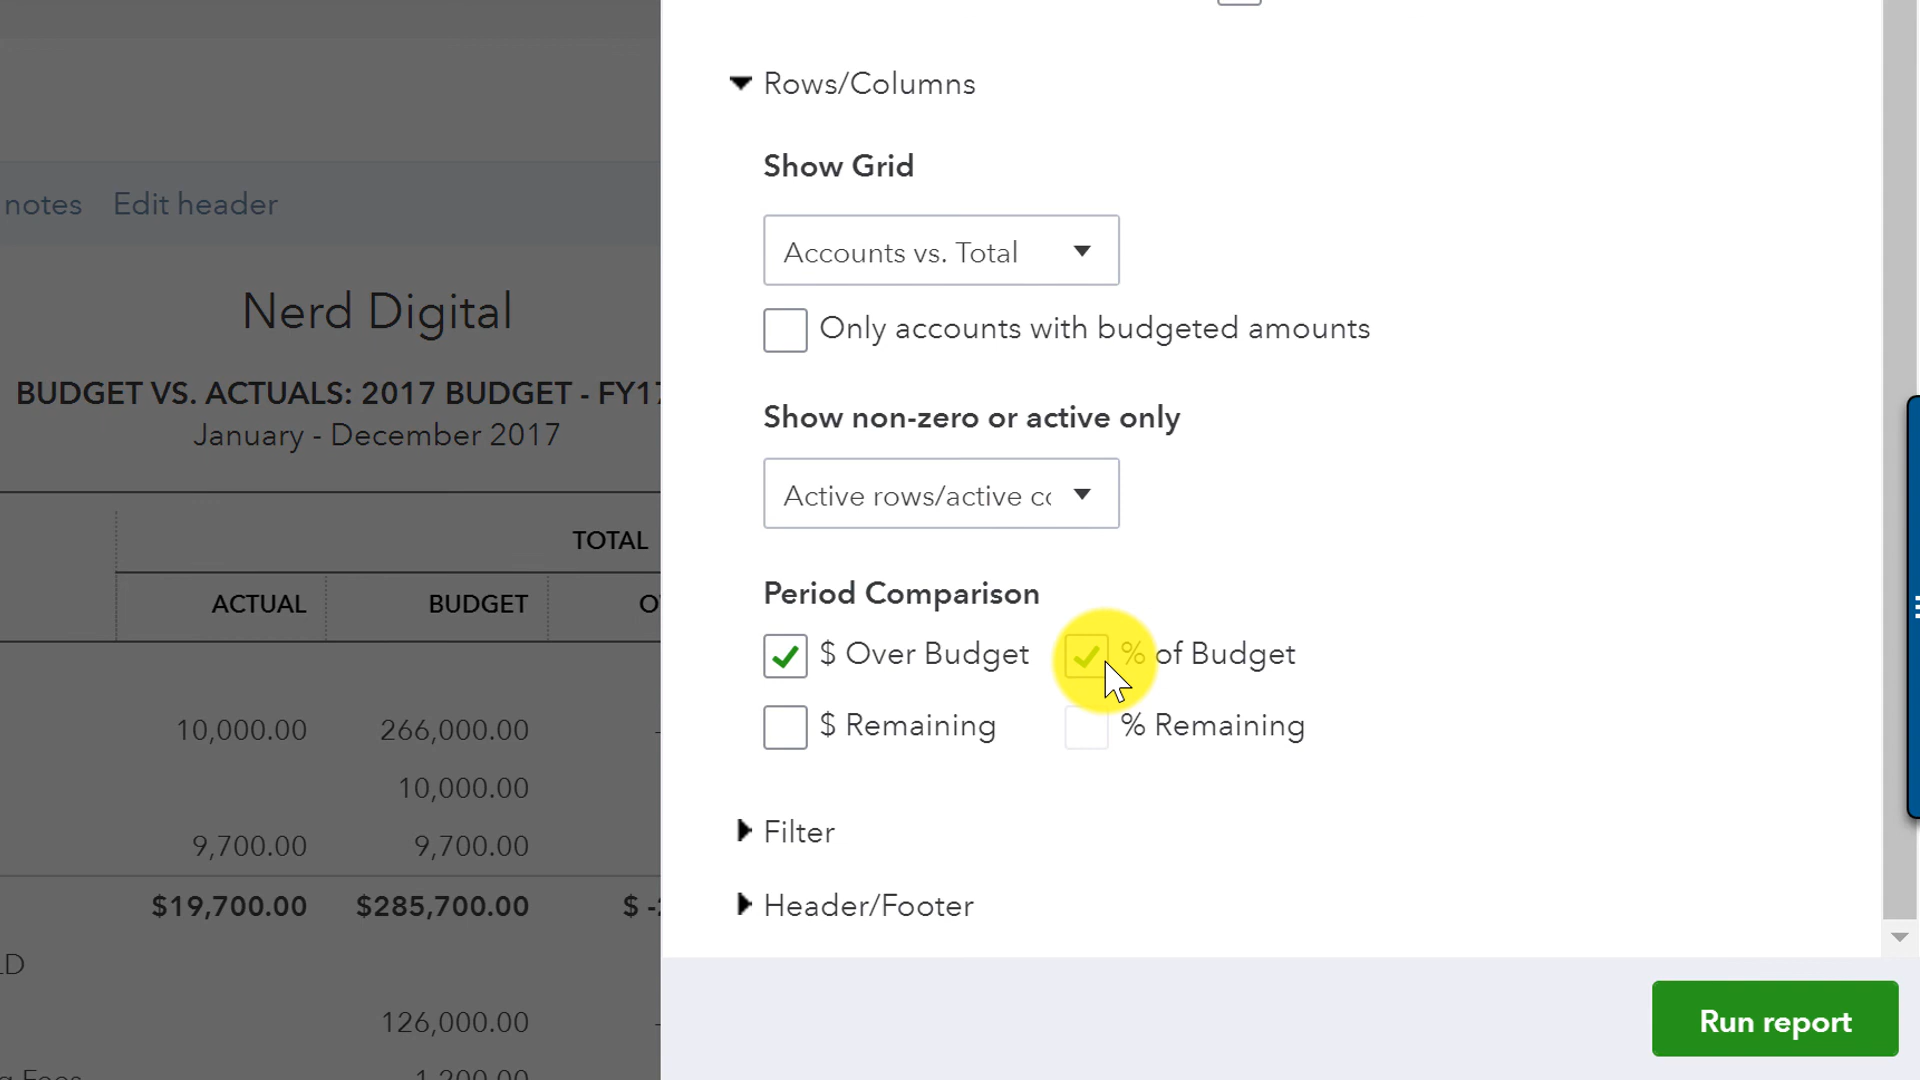 notes Edit header
Nerd Digital
BUDGET VS. ACTUALS: 2017 BUDGET - FY17
January - December 2017
TOTAL
ACTUAL BUDGET
10,000.00 266,000.00 -
10,000.00
9,700.00 9,700.00
$19,700.00 $285,700.00 $ -
126,000.00
Rows/Columns
Show Grid
Accounts vs. Total
Only accounts with budgeted amounts
Show non-zero or active only
Active rows/active co
Period Comparison
$ Over Budget % of Budget
$ Remaining % Remaining
Filter
Header/Footer
Run report